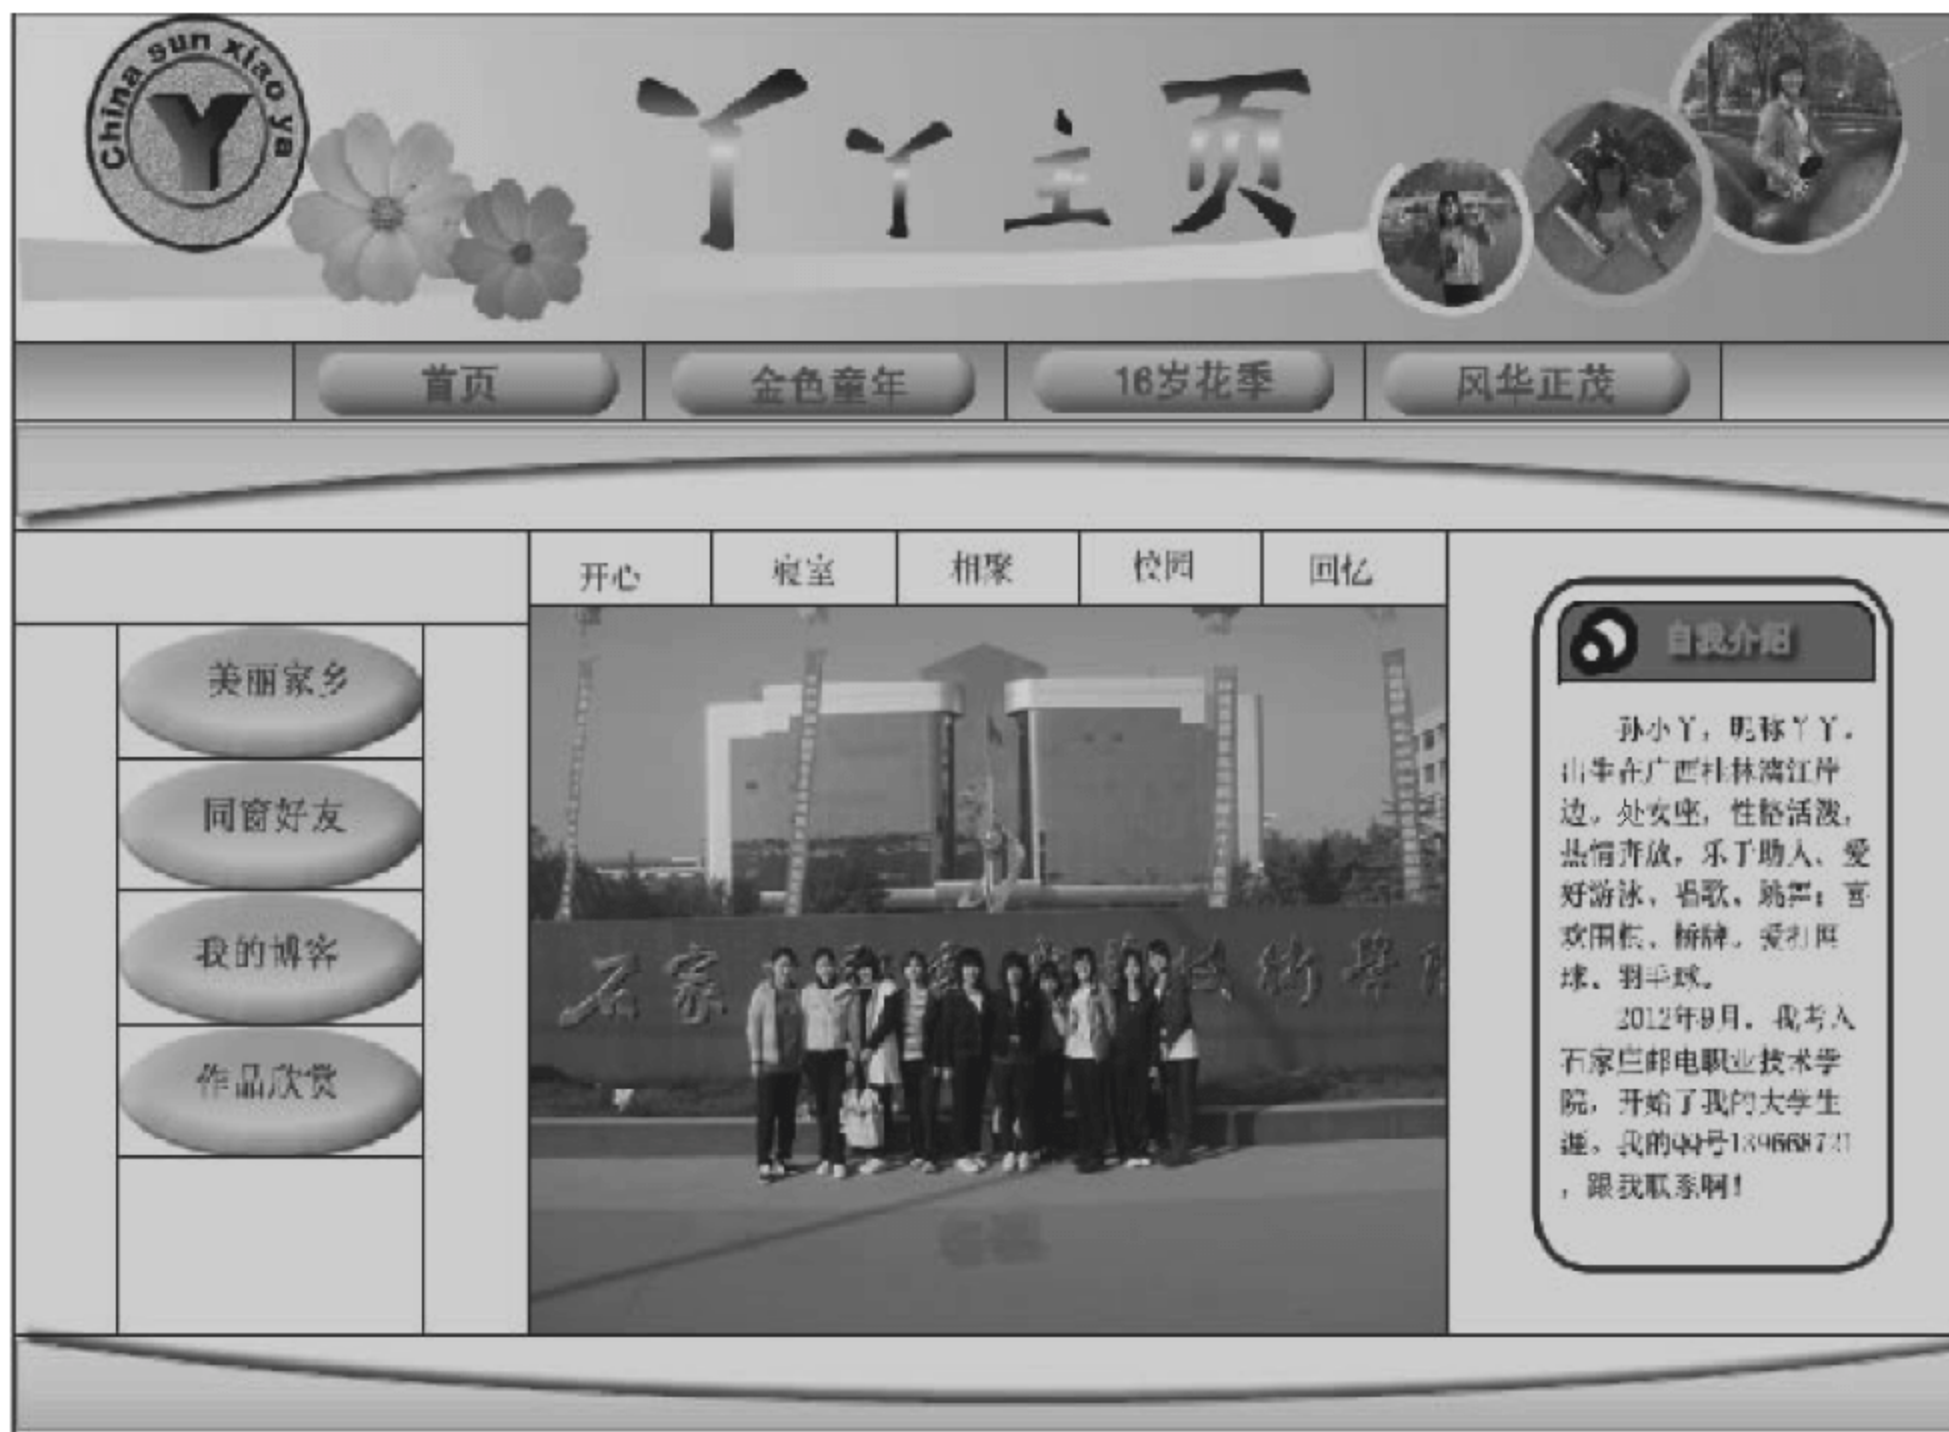 China sun xiao ya
Y
丫丫主页
首页
金色童年
16岁花季
风华正茂
开心
寝室
相聚
校园
回忆
美丽家乡
同窗好友
我的博客
作品欣赏
石家
术学
自我介绍
孙小丫，昵称丫丫。
出生在广西桂林漓江岸
边。处女座，性格活泼，
热情奔放，乐于助人、爱
好游泳、唱歌、跳舞；喜
欢围棋、桥牌。爱打网
球、羽毛球。
2012年9月，我考入
石家庄邮电职业技术学
院，开始了我的大学生
涯。我的QQ号
，跟我联系啊！